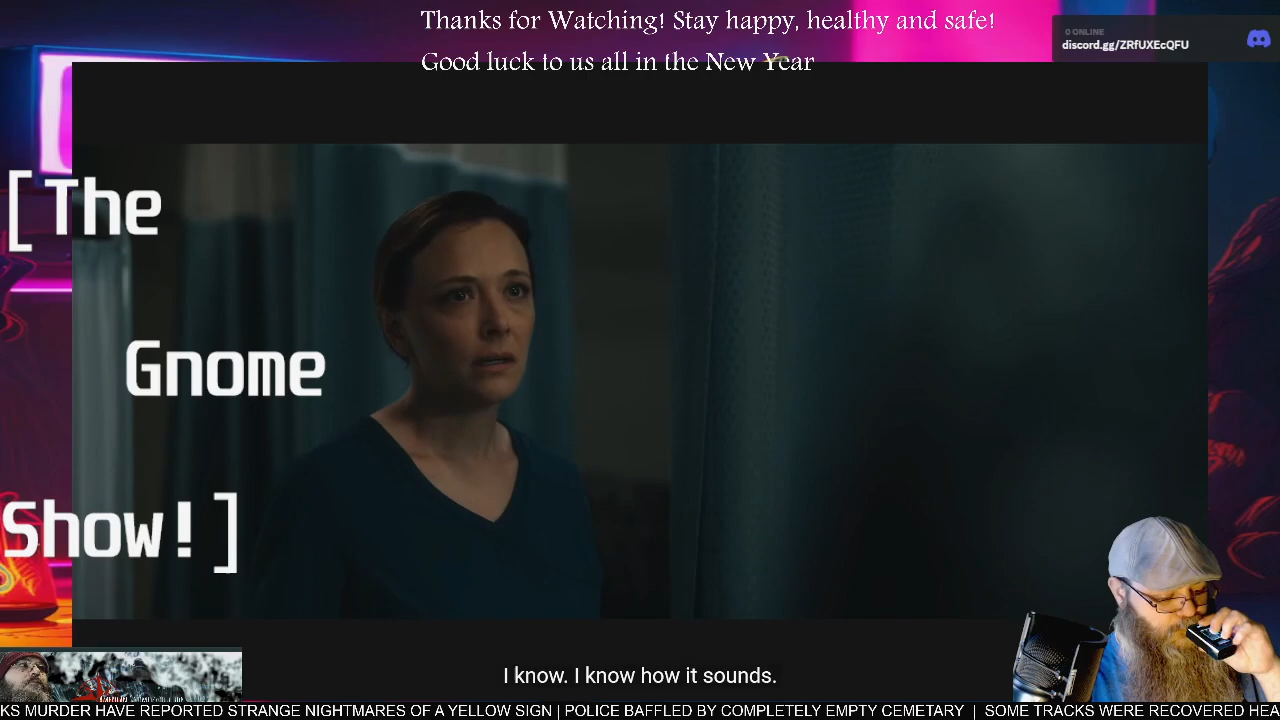 Thanks for Watching! Stay happy, healthy and safe!
Good luck to us all in the New Year
0 ONLINE
discord.gg/ZRfUXEcQFU
[The
Gnome
Show!]
I know. I know how it sounds.
KS MURDER HAVE REPORTED STRANGE NIGHTMARES OF A YELLOW SIGN | POLICE BAFFLED BY COMPLETELY EMPTY CEMETARY | SOME TRACKS WERE RECOVERED HEA